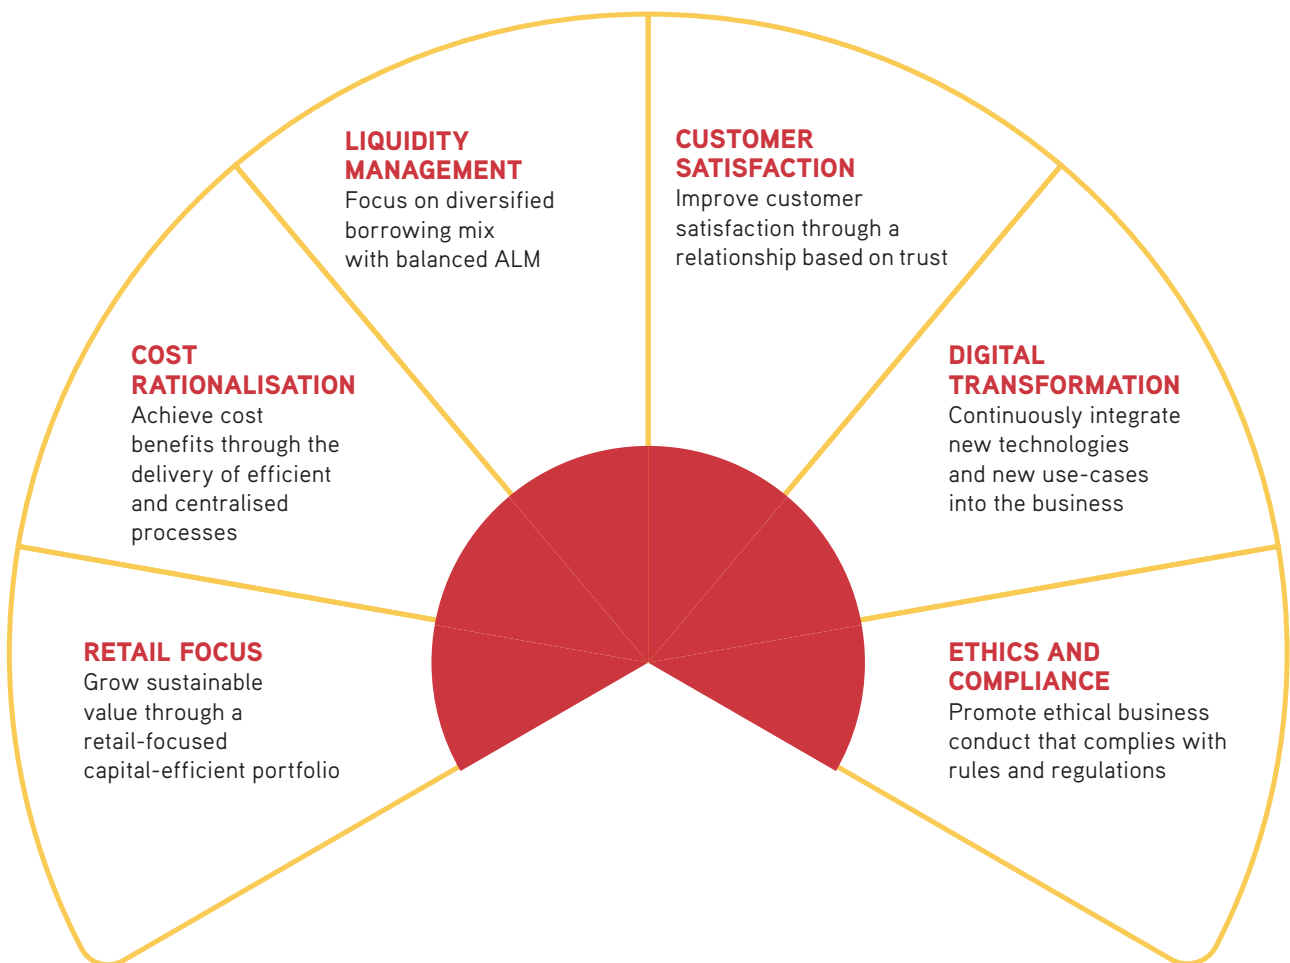 LIQUIDITY
MANAGEMENT
Focus on diversified
borrowing mix
with balanced ALM
CUSTOMER
SATISFACTION
Improve customer
satisfaction through a
relationship based on trust
COST
RATIONALISATION
Achieve cost
benefits through the
delivery of efficient
and centralised
processes
DIGITAL
TRANSFORMATION
Continuously integrate
new technologies
and new use-cases
into the business
RETAIL FOCUS
Grow sustainable
value through a
retail-focused
capital-efficient portfolio
ETHICS AND
COMPLIANCE
Promote ethical business
conduct that complies with
rules and regulations